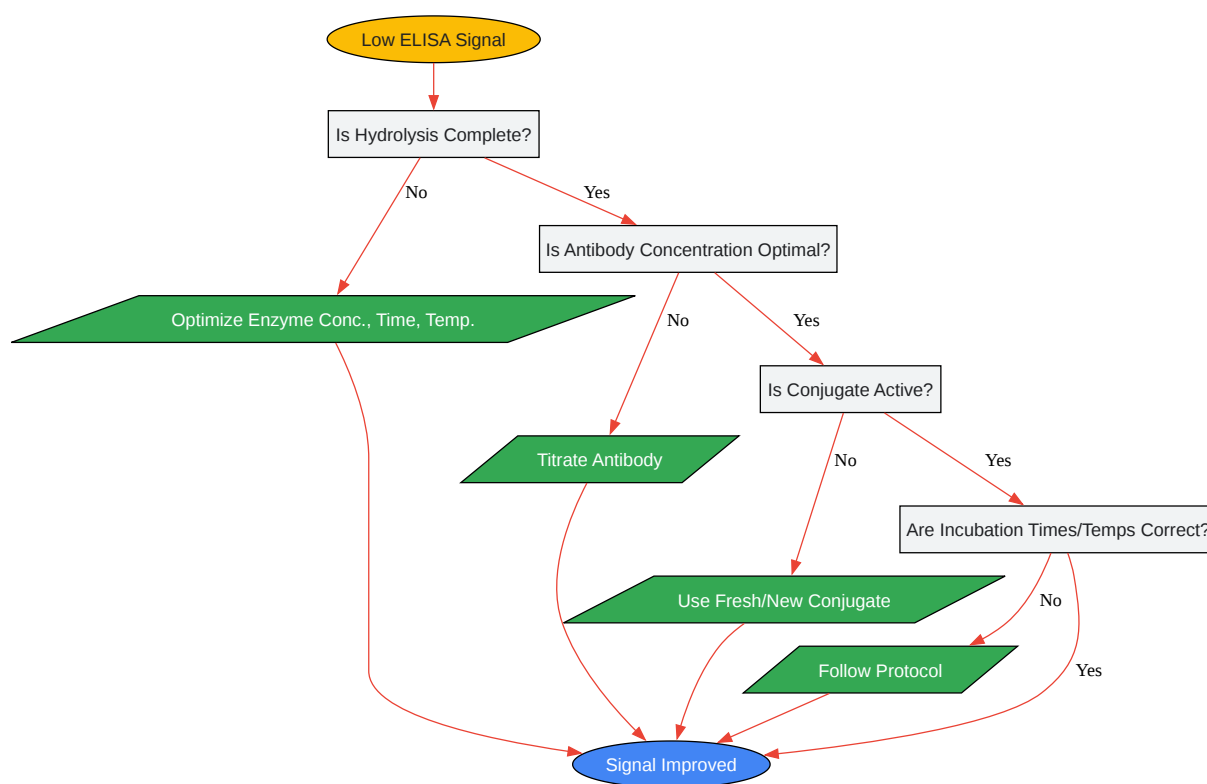 Low ELISA Signal
Is Hydrolysis Complete?
No
Yes
Is Antibody Concentration Optimal?
Optimize Enzyme Conc., Time, Temp.
No
Yes
Is Conjugate Active?
Titrate Antibody
No
Yes
Are Incubation Times/Temps Correct?
Use Fresh/New Conjugate
No
Follow Protocol
Yes
Signal Improved